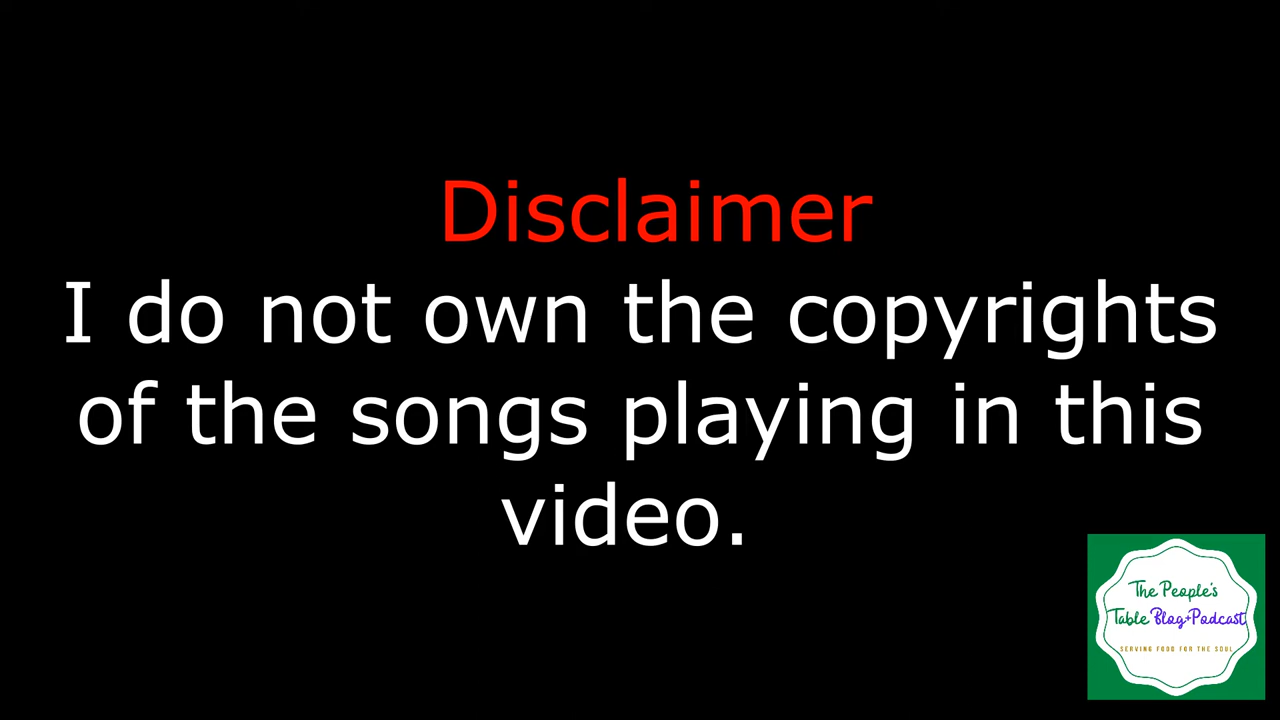 Disclaimer
I do not own the copyrights
of the songs playing in this
video.
The People's
Table Blog+Podcast
SERVING FOOD FOR THE SOUL